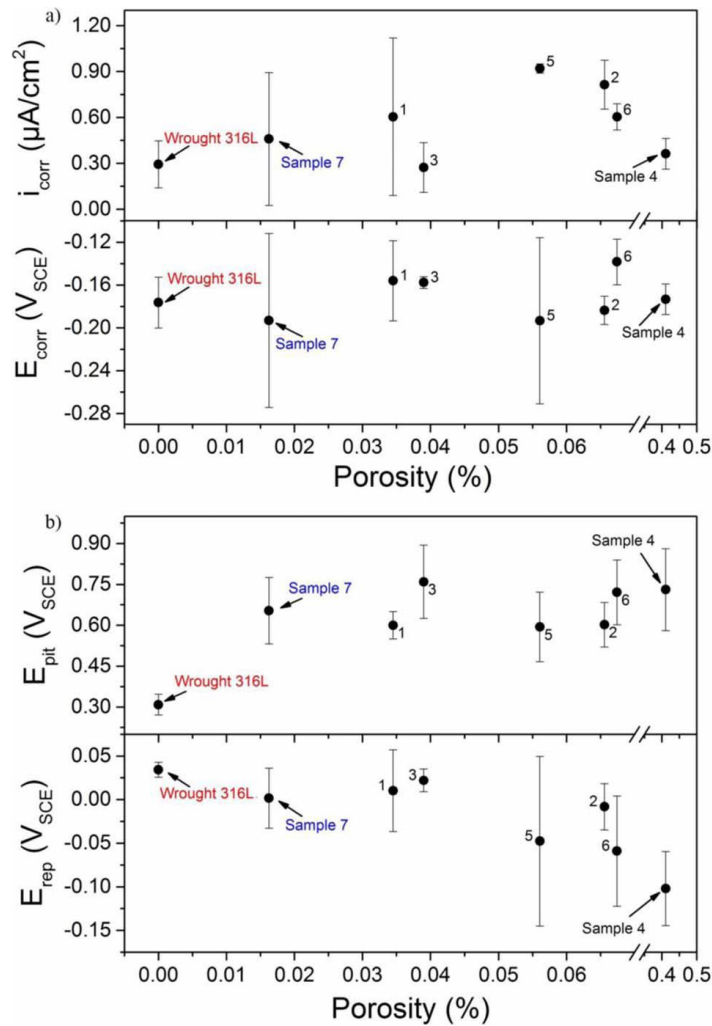 a)
1.20
0.90
0.60
0.30
0.00
i_corr (μA/cm²)
Wrought 316L
Sample 7
1
3
5
2
6
Sample 4
-0.12
-0.16
-0.20
-0.24
-0.28
E_corr (V_SCE)
Wrought 316L
Sample 7
1
3
5
6
2
Sample 4
0.00 0.01 0.02 0.03 0.04 0.05 0.06 0.4 0.5
Porosity (%)
b)
0.90
0.75
0.60
0.45
0.30
E_pit (V_SCE)
Wrought 316L
Sample 7
1
3
5
2
6
Sample 4
0.05
0.00
-0.05
-0.10
-0.15
E_rep (V_SCE)
Wrought 316L
Sample 7
1
3
5
2
6
Sample 4
0.00 0.01 0.02 0.03 0.04 0.05 0.06 0.4 0.5
Porosity (%)